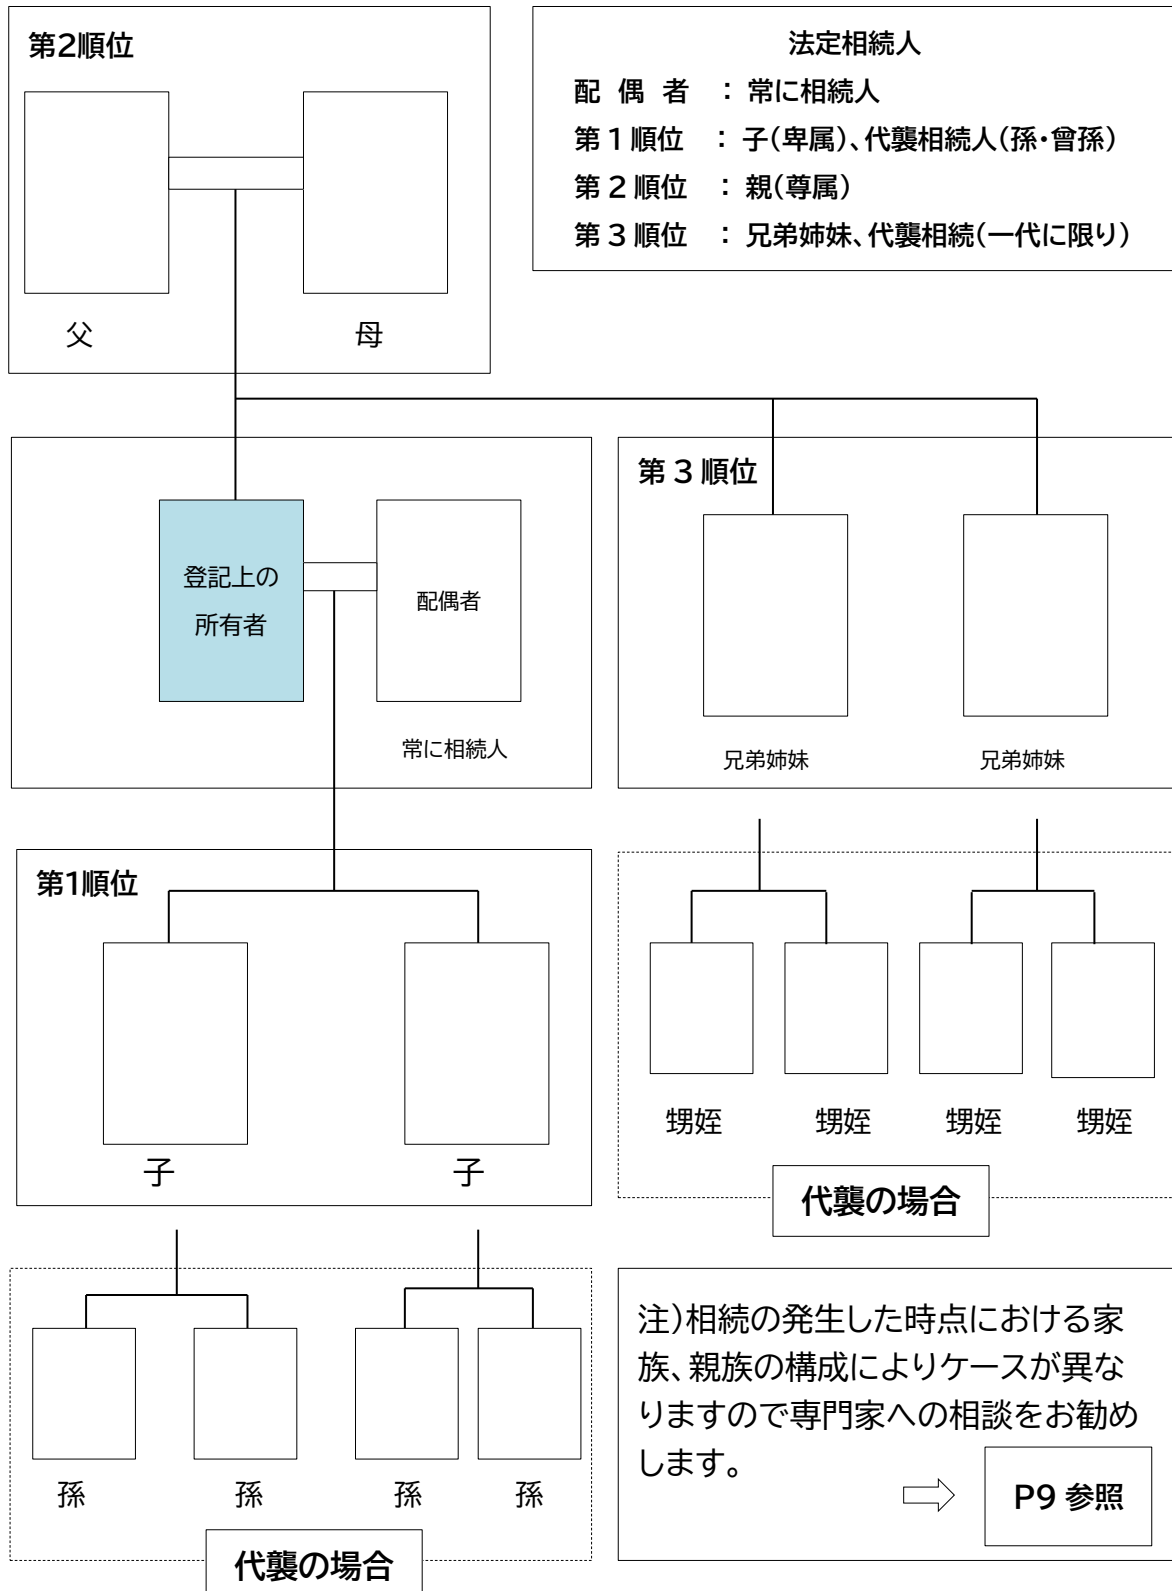 第2順位
父
母
法定相続人
配 偶 者 ： 常に相続人
第１順位 ： 子（卑属）、代襲相続人（孫・曾孫）
第２順位 ： 親（尊属）
第３順位 ： 兄弟姉妹、代襲相続（一代に限り）
登記上の
所有者
配偶者
常に相続人
第３順位
兄弟姉妹
兄弟姉妹
第1順位
子
子
甥姪
甥姪
甥姪
甥姪
代襲の場合
孫
孫
孫
孫
代襲の場合
注）相続の発生した時点における家
族、親族の構成によりケースが異な
りますので専門家への相談をお勧め
します。
P9 参照